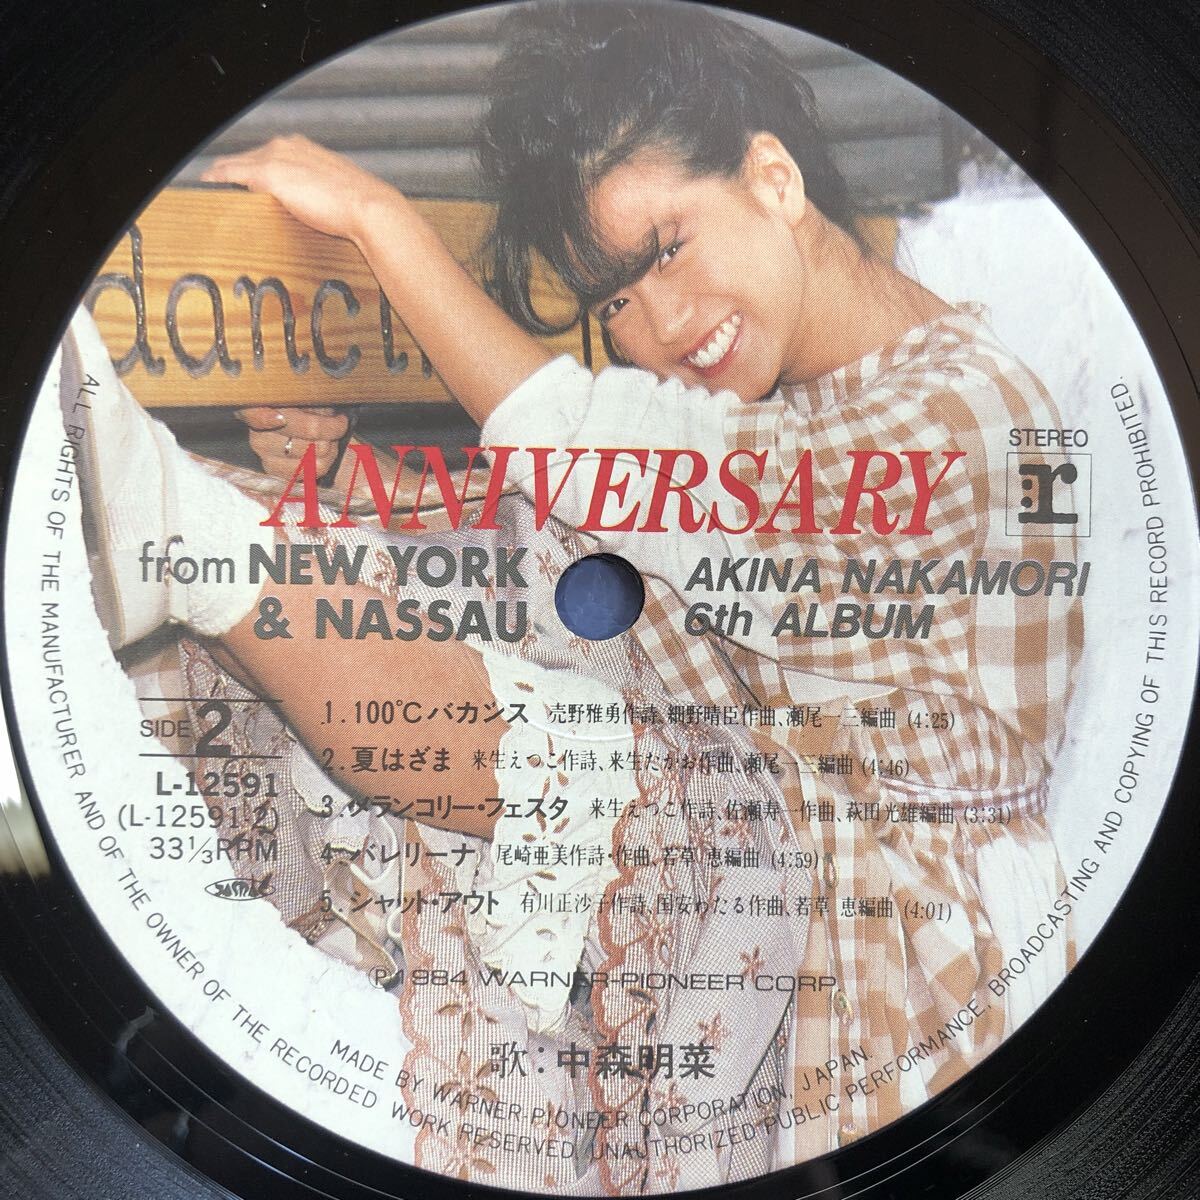 dancin
ANNIVERSARY
STEREO
r
from NEW YORK
& NASSAU
AKINA NAKAMORI
6th ALBUM
SIDE 2
L-12591
(L-12591-2)
33 1/3 RPM
1. 100℃バカンス 売野雅勇作詩、細野晴臣作曲、瀬尾一三編曲 (4:25)
2. 夏はざま 来生えつこ作詩、来生たかお作曲、瀬尾一三編曲 (4:46)
3. メランコリー・フェスタ 来生えつこ作詩、佐瀬寿一作曲、萩田光雄編曲 (3:31)
4. バレリーナ 尾崎亜美作詩・作曲、若草 恵編曲 (4:59)
5. シャット・アウト 有川正沙子作詩、国安わたる作曲、若草 恵編曲 (4:01)
Ⓟ1984 WARNER-PIONEER CORP.
歌：中森明菜
MADE BY WARNER-PIONEER CORPORATION, JAPAN.
ALL RIGHTS OF THE MANUFACTURER AND OF THE OWNER OF THE RECORDED WORK RESERVED. UNAUTHORIZED PUBLIC PERFORMANCE, BROADCASTING AND COPYING OF THIS RECORD PROHIBITED.